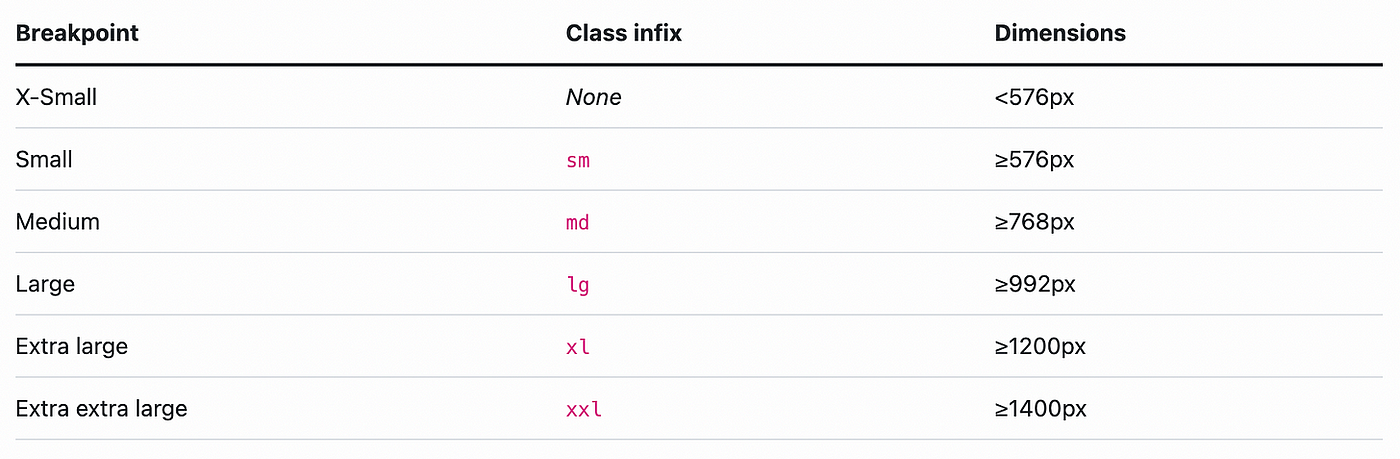 Breakpoint Class infix Dimensions
X-Small None <576px
Small sm ≥576px
Medium md ≥768px
Large lg ≥992px
Extra large xl ≥1200px
Extra extra large xxl ≥1400px